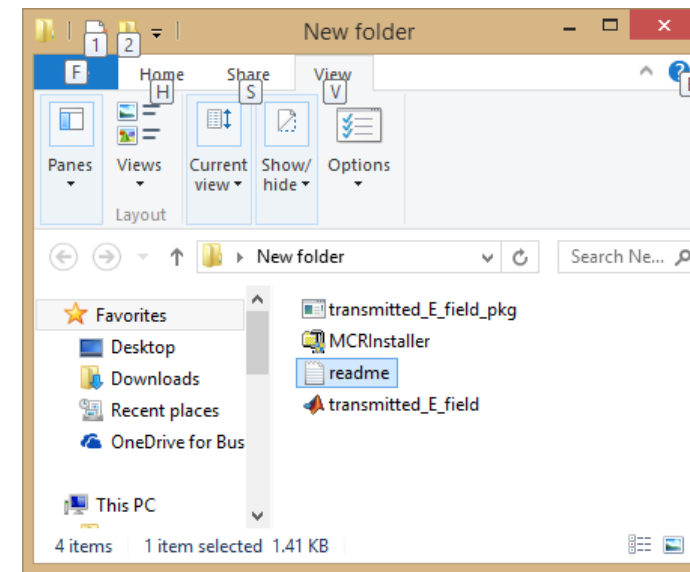 New folder
1 2
F Home Share View
H S V
Panes Views Current view Show/ hide Options
Layout
New folder Search Ne...
Favorites
Desktop
Downloads
Recent places
OneDrive for Bus
This PC
transmitted_E_field_pkg
MCRInstaller
readme
transmitted_E_field
4 items 1 item selected 1.41 KB